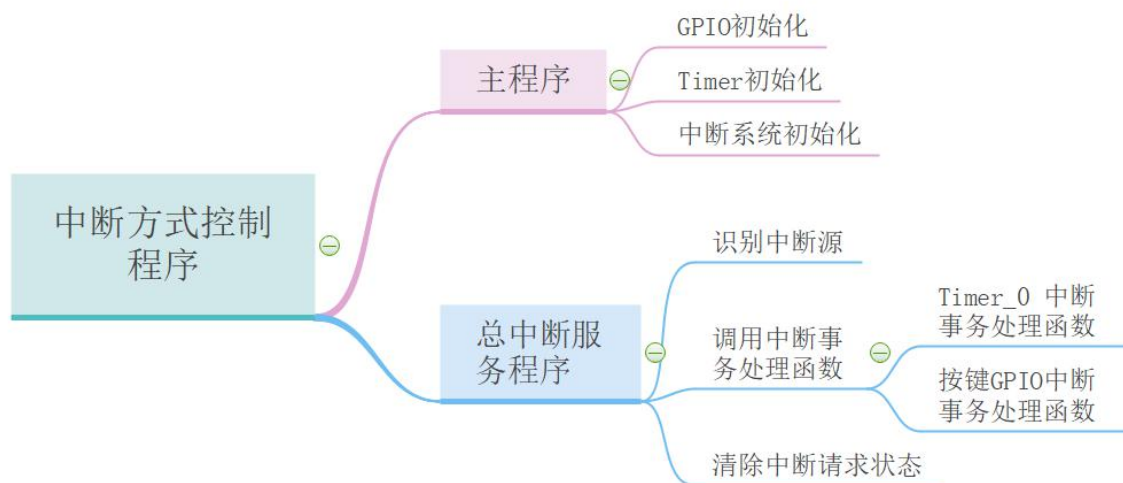 中断方式控制
程序
主程序
GPIO初始化
Timer初始化
中断系统初始化
总中断服
务程序
识别中断源
调用中断事
务处理函数
Timer_0 中断
事务处理函数
按键GPIO中断
事务处理函数
清除中断请求状态